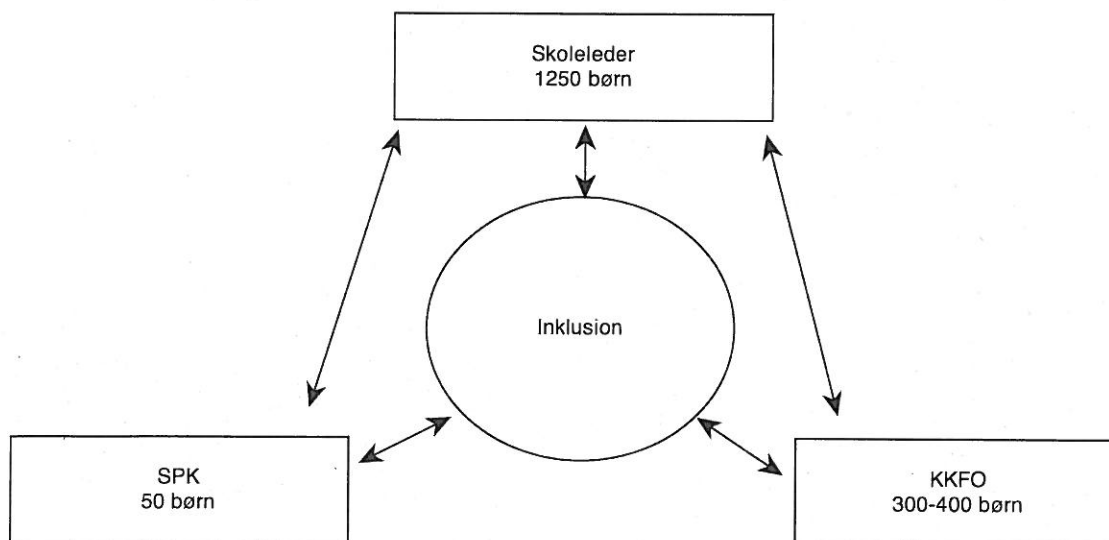 Skoleleder
1250 børn
Inklusion
SPK
50 børn
KKFO
300-400 børn